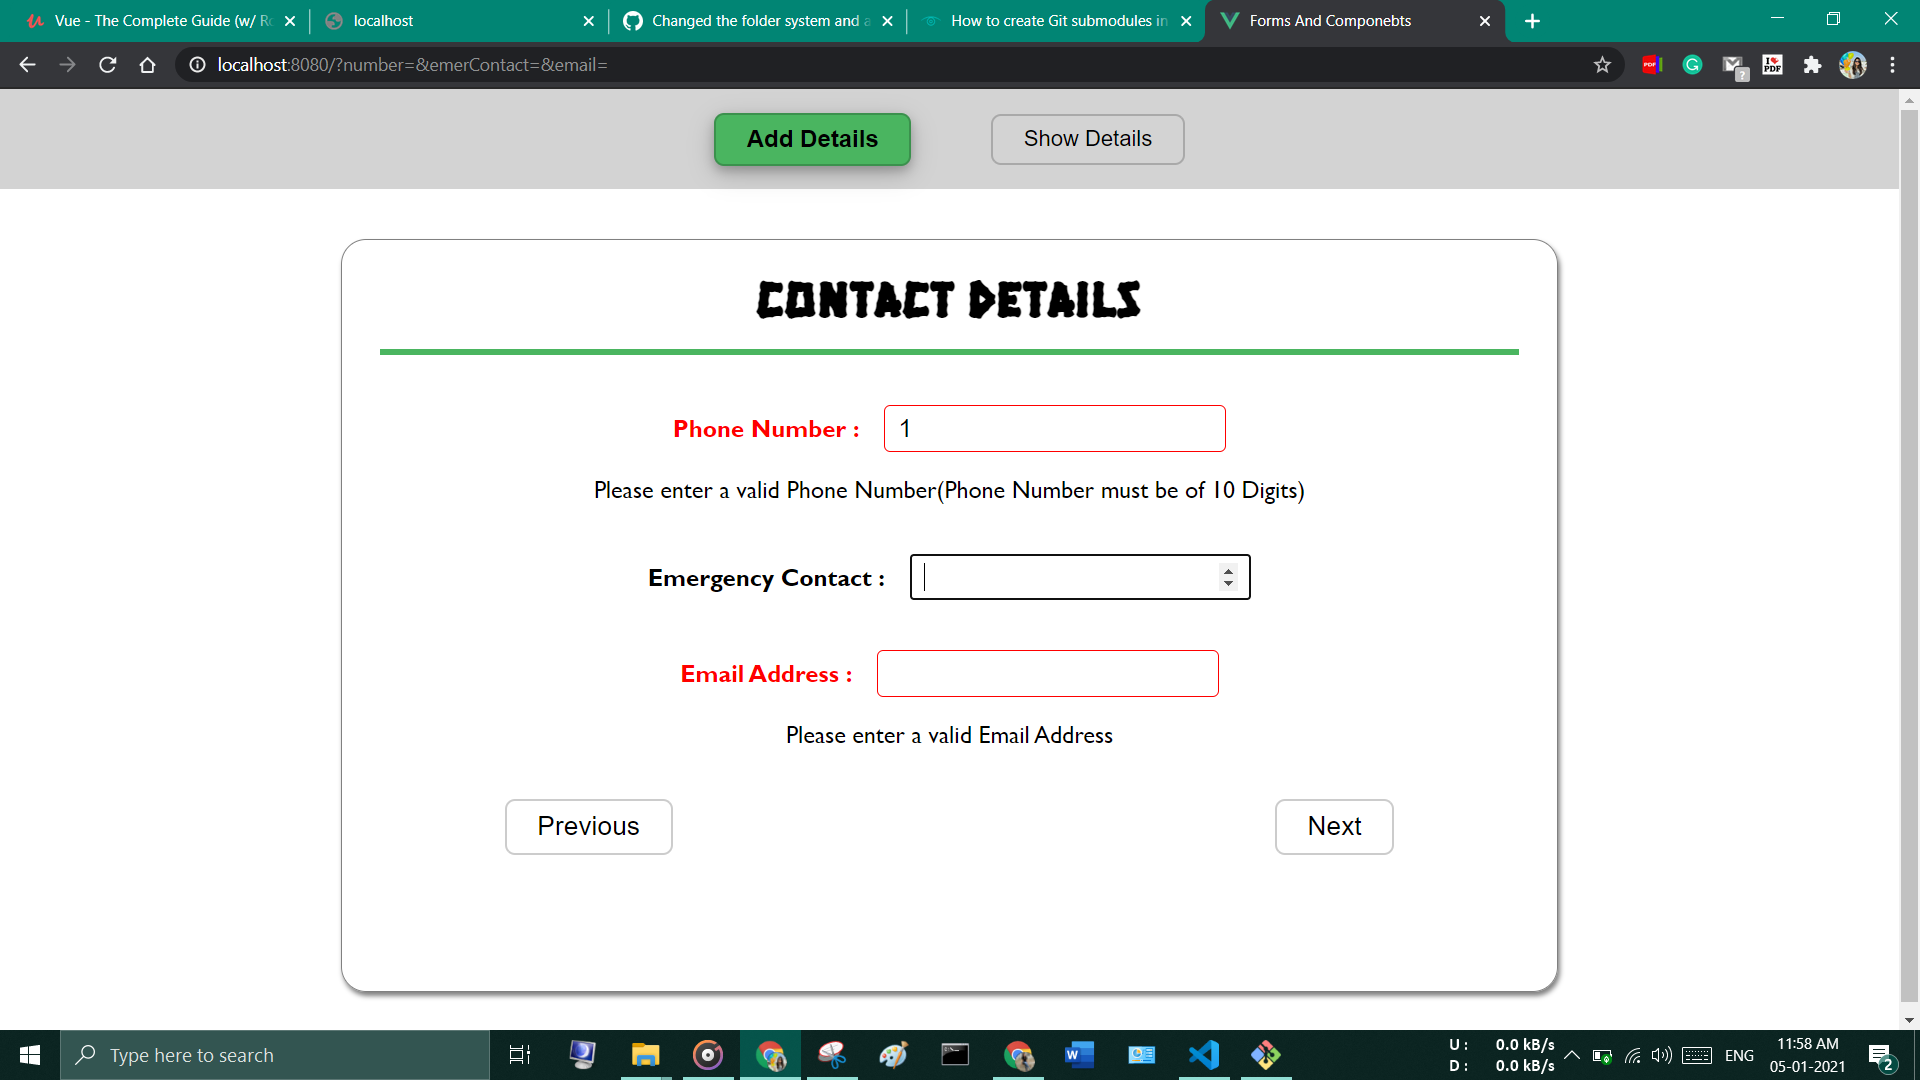 Vue - The Complete Guide (w/ Ro
localhost
Changed the folder system and a
How to create Git submodules in
Forms And Componebts
localhost:8080/?number=&emerContact=&email=
Add Details
Show Details
CONTACT DETAILS
Phone Number :
1
Please enter a valid Phone Number(Phone Number must be of 10 Digits)
Emergency Contact :
Email Address :
Please enter a valid Email Address
Previous
Next
Type here to search
U : 0.0 kB/s
D : 0.0 kB/s
ENG
11:58 AM
05-01-2021
2